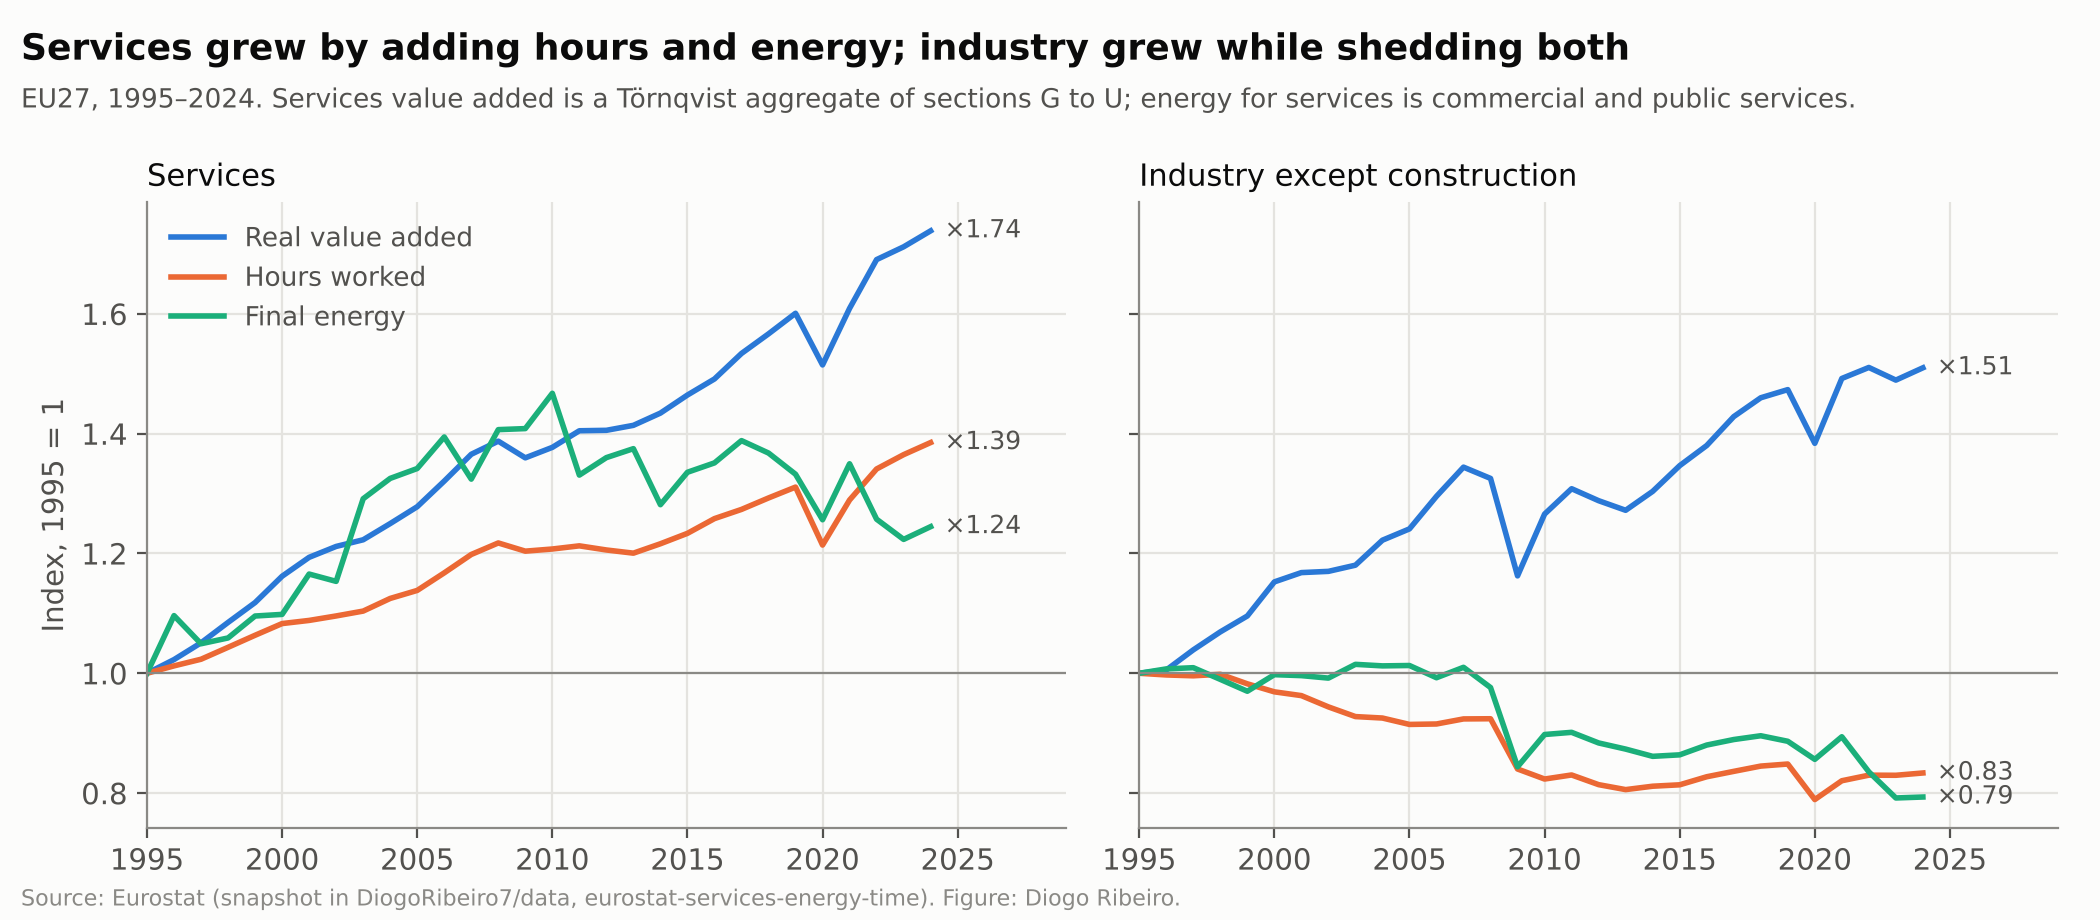 Services grew by adding hours and energy; industry grew while shedding both
EU27, 1995–2024. Services value added is a Törnqvist aggregate of sections G to U; energy for services is commercial and public services.
Services
Real value added
Hours worked
Final energy
×1.74
×1.39
×1.24
Index, 1995 = 1
1.6
1.4
1.2
1.0
0.8
1995 2000 2005 2010 2015 2020 2025
Industry except construction
×1.51
×0.83
×0.79
1995 2000 2005 2010 2015 2020 2025
Source: Eurostat (snapshot in DiogoRibeiro7/data, eurostat-services-energy-time). Figure: Diogo Ribeiro.